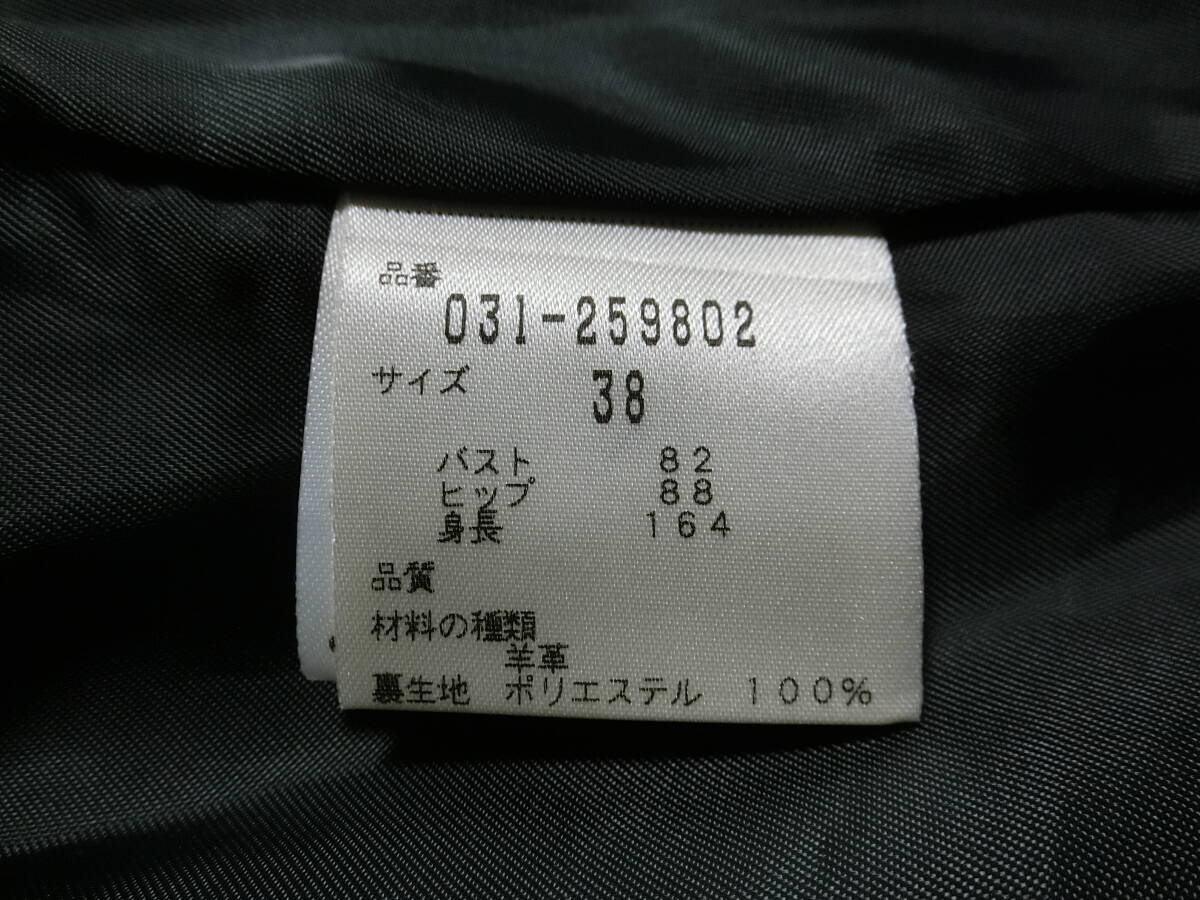 品番
031-259802
サイズ 38
バスト 82
ヒップ 88
身長 164
品質
材料の種類
羊革
裏生地 ポリエステル 100%